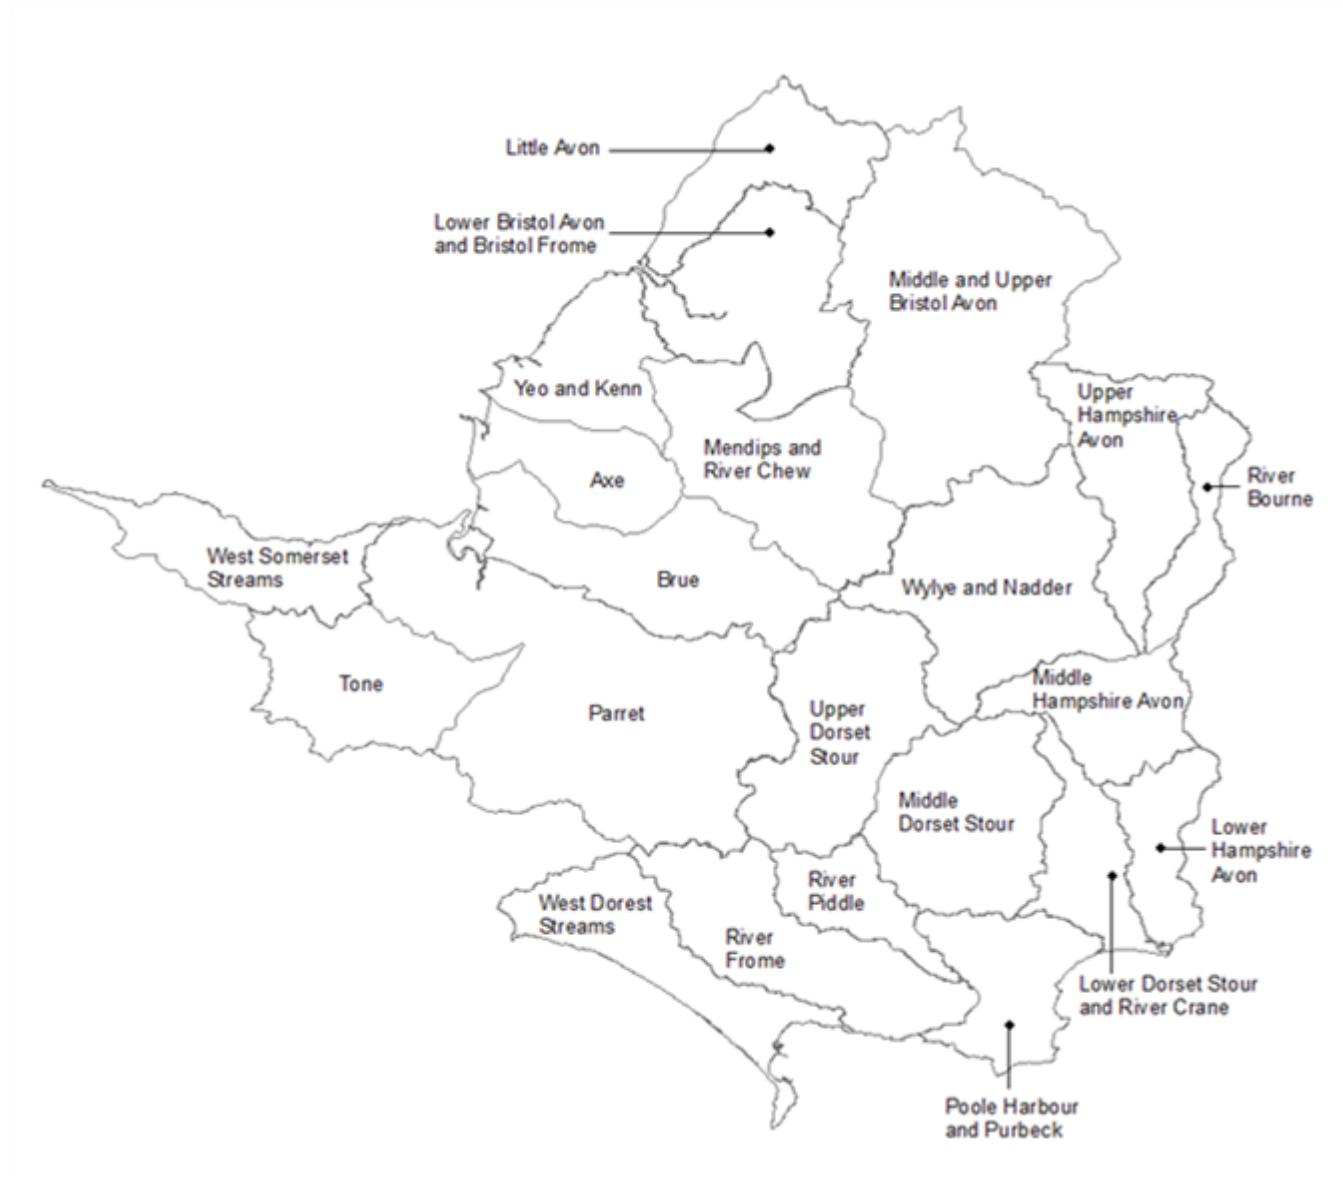 Little Avon
Lower Bristol Avon
and Bristol Frome
Middle and Upper
Bristol Avon
Yeo and Kenn
Upper
Hampshire
Avon
Mendips and
River Chew
Axe
River
Bourne
West Somerset
Streams
Brue
Wylye and Nadder
Tone
Parret
Middle
Hampshire Avon
Upper
Dorset
Stour
Middle
Dorset Stour
Lower
Hampshire
Avon
River
Piddle
West Dorest
Streams
River
Frome
Lower Dorset Stour
and River Crane
Poole Harbour
and Purbeck